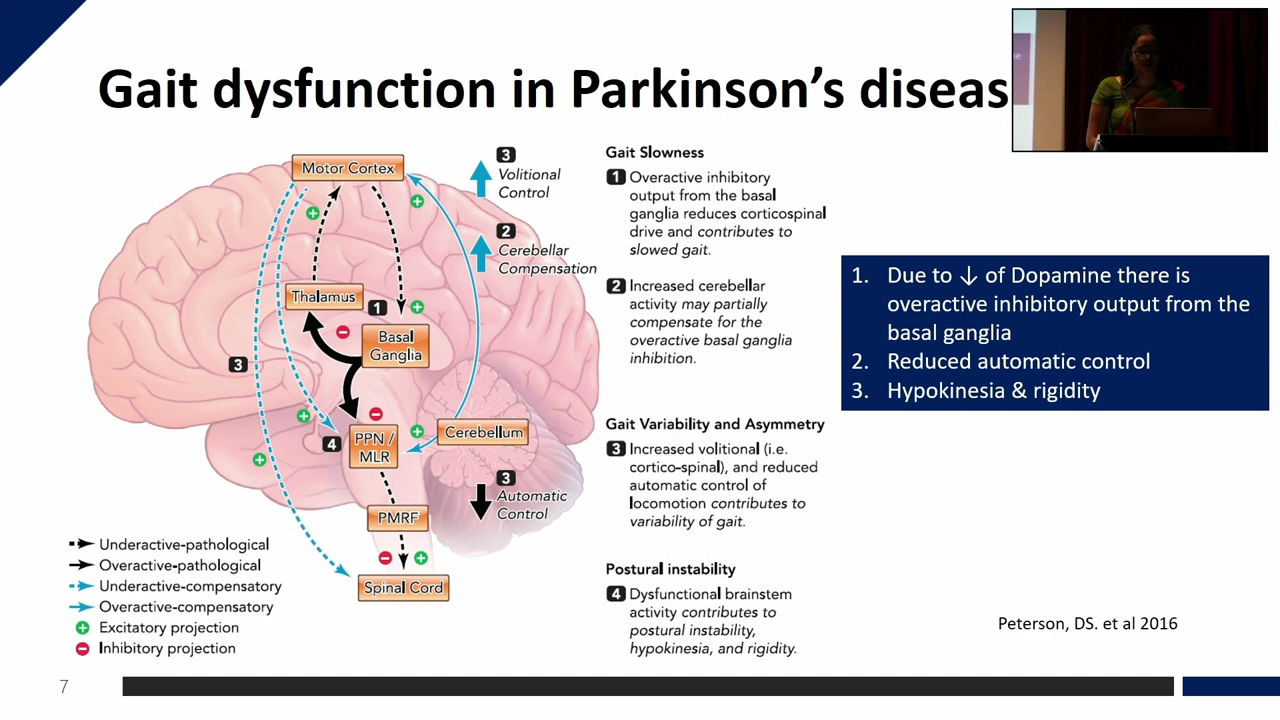 Gait dysfunction in Parkinson's diseas
Motor Cortex
3
Volitional
Control
2
Cerebellar
Compensation
Thalamus
1
Basal
Ganglia
3
4
PPN /
MLR
Cerebellum
3
Automatic
Control
PMRF
Spinal Cord
Underactive-pathological
Overactive-pathological
Underactive-compensatory
Overactive-compensatory
Excitatory projection
Inhibitory projection
Gait Slowness
1 Overactive inhibitory
output from the basal
ganglia reduces corticospinal
drive and contributes to
slowed gait.
2 Increased cerebellar
activity may partially
compensate for the
overactive basal ganglia
inhibition.
Gait Variability and Asymmetry
3 Increased volitional (i.e.
cortico-spinal), and reduced
automatic control of
locomotion contributes to
variability of gait.
Postural instability
4 Dysfunctional brainstem
activity contributes to
postural instability,
hypokinesia, and rigidity.
1. Due to ↓ of Dopamine there is
overactive inhibitory output from the
basal ganglia
2. Reduced automatic control
3. Hypokinesia & rigidity
Peterson, DS. et al 2016
7